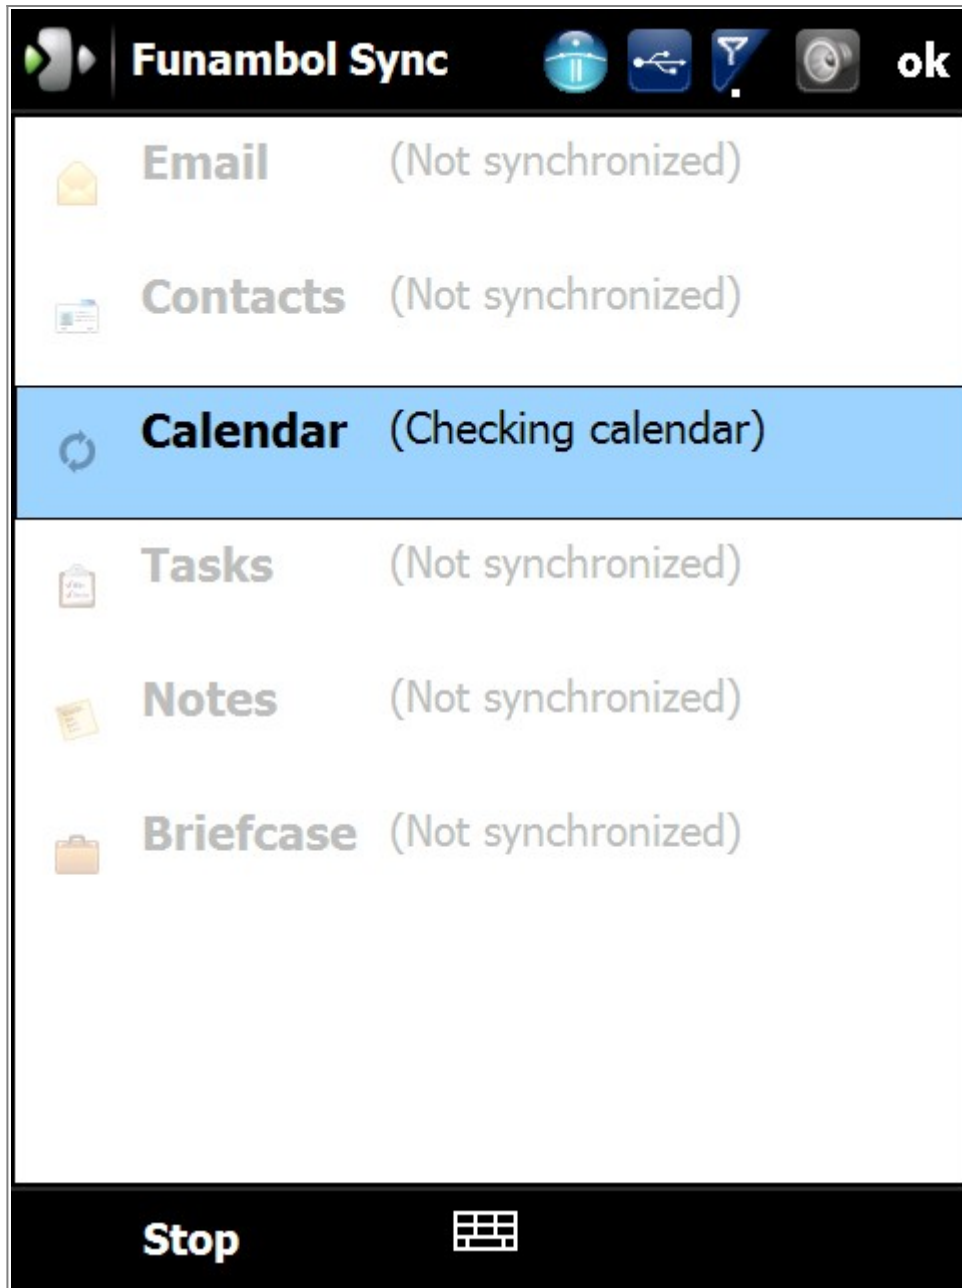 Funambol Sync ok
Email (Not synchronized)
Contacts (Not synchronized)
Calendar (Checking calendar)
Tasks (Not synchronized)
Notes (Not synchronized)
Briefcase (Not synchronized)
Stop